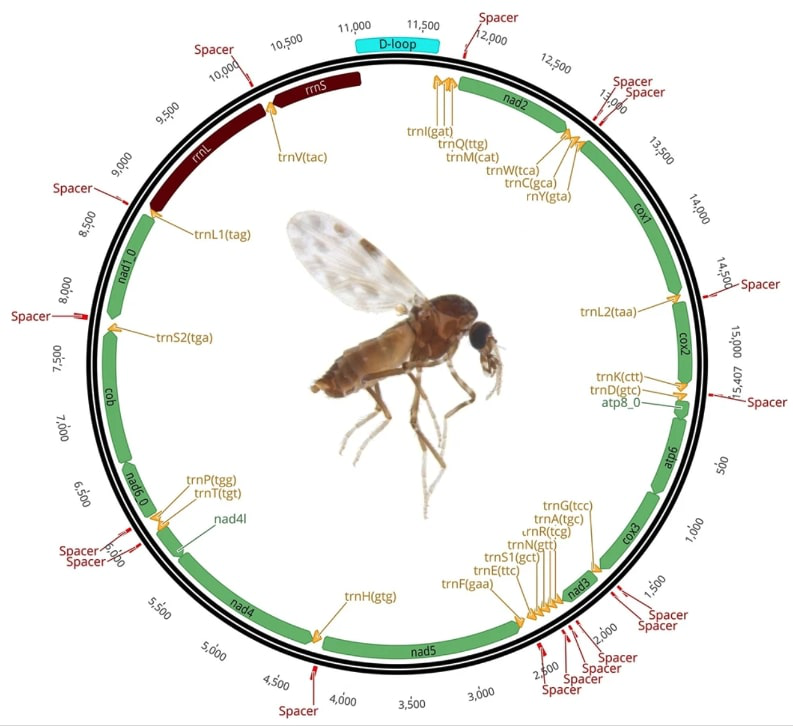 D-loop
11,000
11,500
Spacer
12,000
12,500
Spacer
13,000
Spacer
13,500
14,000
14,500
Spacer
15,000
15,407
Spacer
500
1,000
1,500
Spacer
Spacer
2,000
Spacer
Spacer
Spacer
2,500
3,000
3,500
4,000
Spacer
4,500
5,000
5,500
6,000
Spacer
Spacer
6,500
7,000
7,500
Spacer
8,000
8,500
Spacer
9,000
9,500
10,000
Spacer
10,500
rrnS
trnI(gat)
trnQ(ttg)
trnM(cat)
nad2
trnW(tca)
trnC(gca)
rnY(gta)
cox1
trnL2(taa)
cox2
trnK(ctt)
trnD(gtc)
atp8_0
atp6
cox3
trnG(tcc)
trnA(tgc)
trnR(tcg)
trnN(gtt)
trnS1(gct)
trnE(ttc)
trnF(gaa)
nad3
nad5
trnH(gtg)
nad4
nad4l
trnT(tgt)
trnP(tgg)
nad6_0
cob
trnS2(tga)
nad1_0
trnL1(tag)
rrnL
trnV(tac)